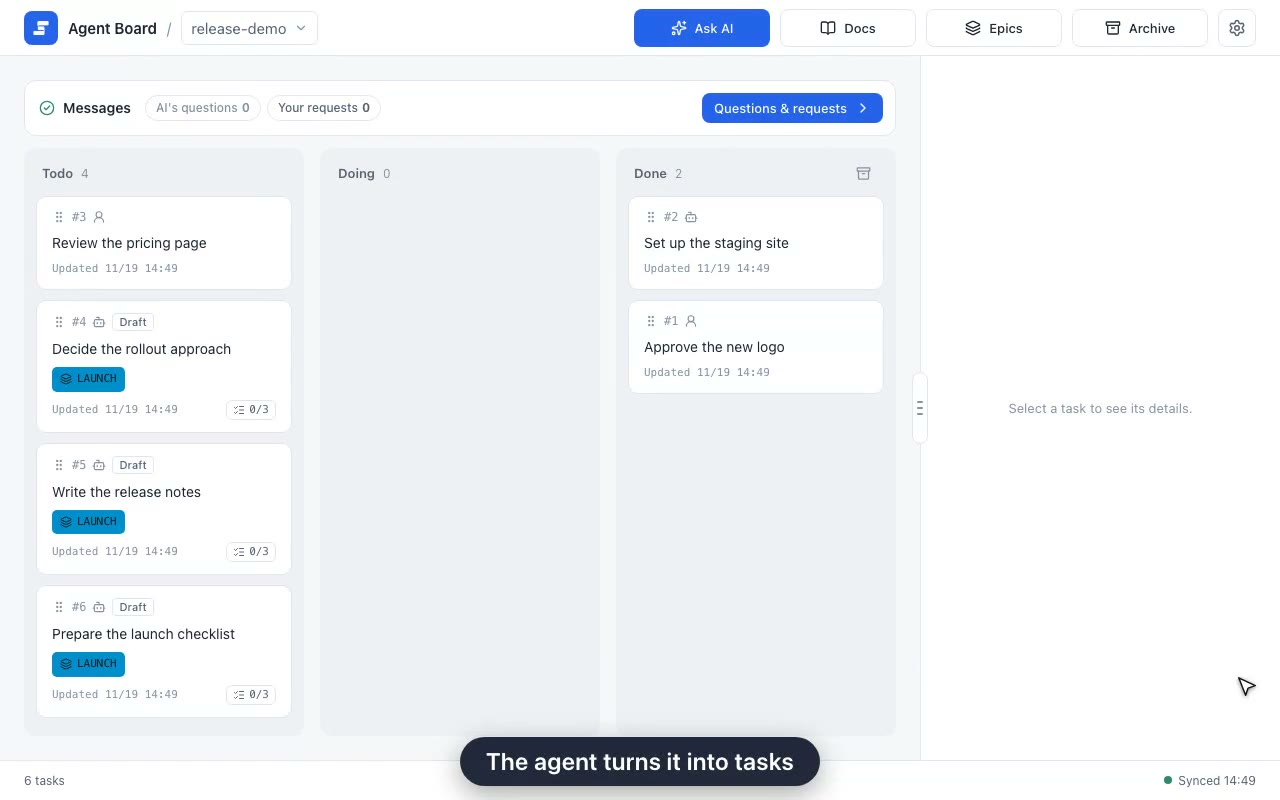 Agent Board / release-demo
Ask AI
Docs
Epics
Archive
Messages
AI's questions 0
Your requests 0
Questions & requests
Todo 4
#3
Review the pricing page
Updated 11/19 14:49
#4 Draft
Decide the rollout approach
LAUNCH
Updated 11/19 14:49 0/3
#5 Draft
Write the release notes
LAUNCH
Updated 11/19 14:49 0/3
#6 Draft
Prepare the launch checklist
LAUNCH
Updated 11/19 14:49 0/3
Doing 0
Done 2
#2
Set up the staging site
Updated 11/19 14:49
#1
Approve the new logo
Updated 11/19 14:49
Select a task to see its details.
The agent turns it into tasks
6 tasks
Synced 14:49